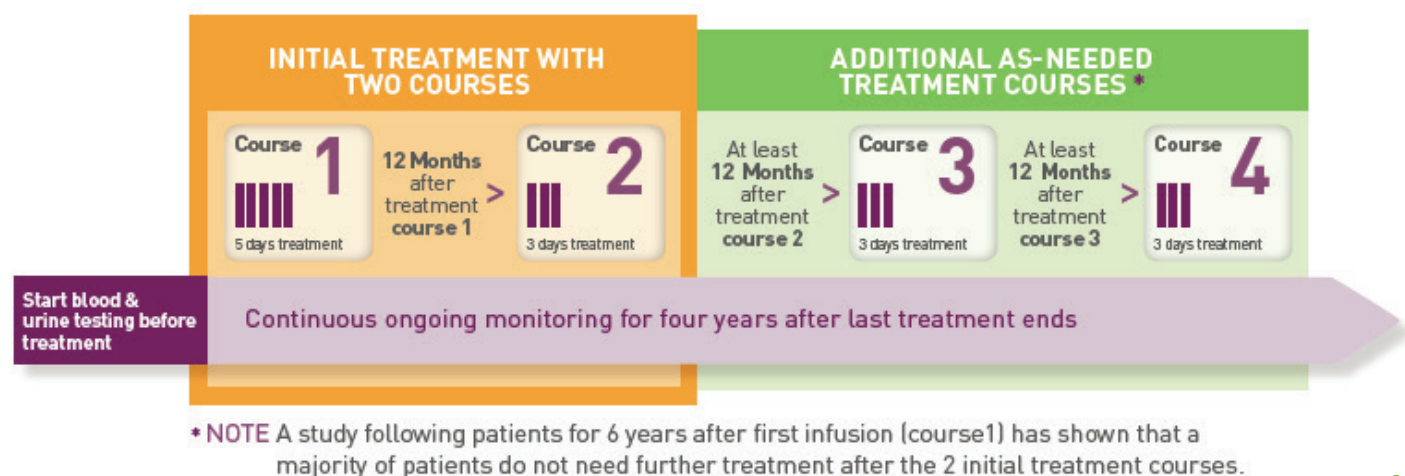 INITIAL TREATMENT WITH
TWO COURSES
Course 1
5 days treatment
12 Months
after
treatment
course 1
>
Course 2
3 days treatment
ADDITIONAL AS-NEEDED
TREATMENT COURSES *
At least
12 Months
after
treatment
course 2
>
Course 3
3 days treatment
At least
12 Months
after
treatment
course 3
>
Course 4
3 days treatment
Start blood &
urine testing before
treatment
Continuous ongoing monitoring for four years after last treatment ends
* NOTE A study following patients for 6 years after first infusion (course1) has shown that a
majority of patients do not need further treatment after the 2 initial treatment courses.